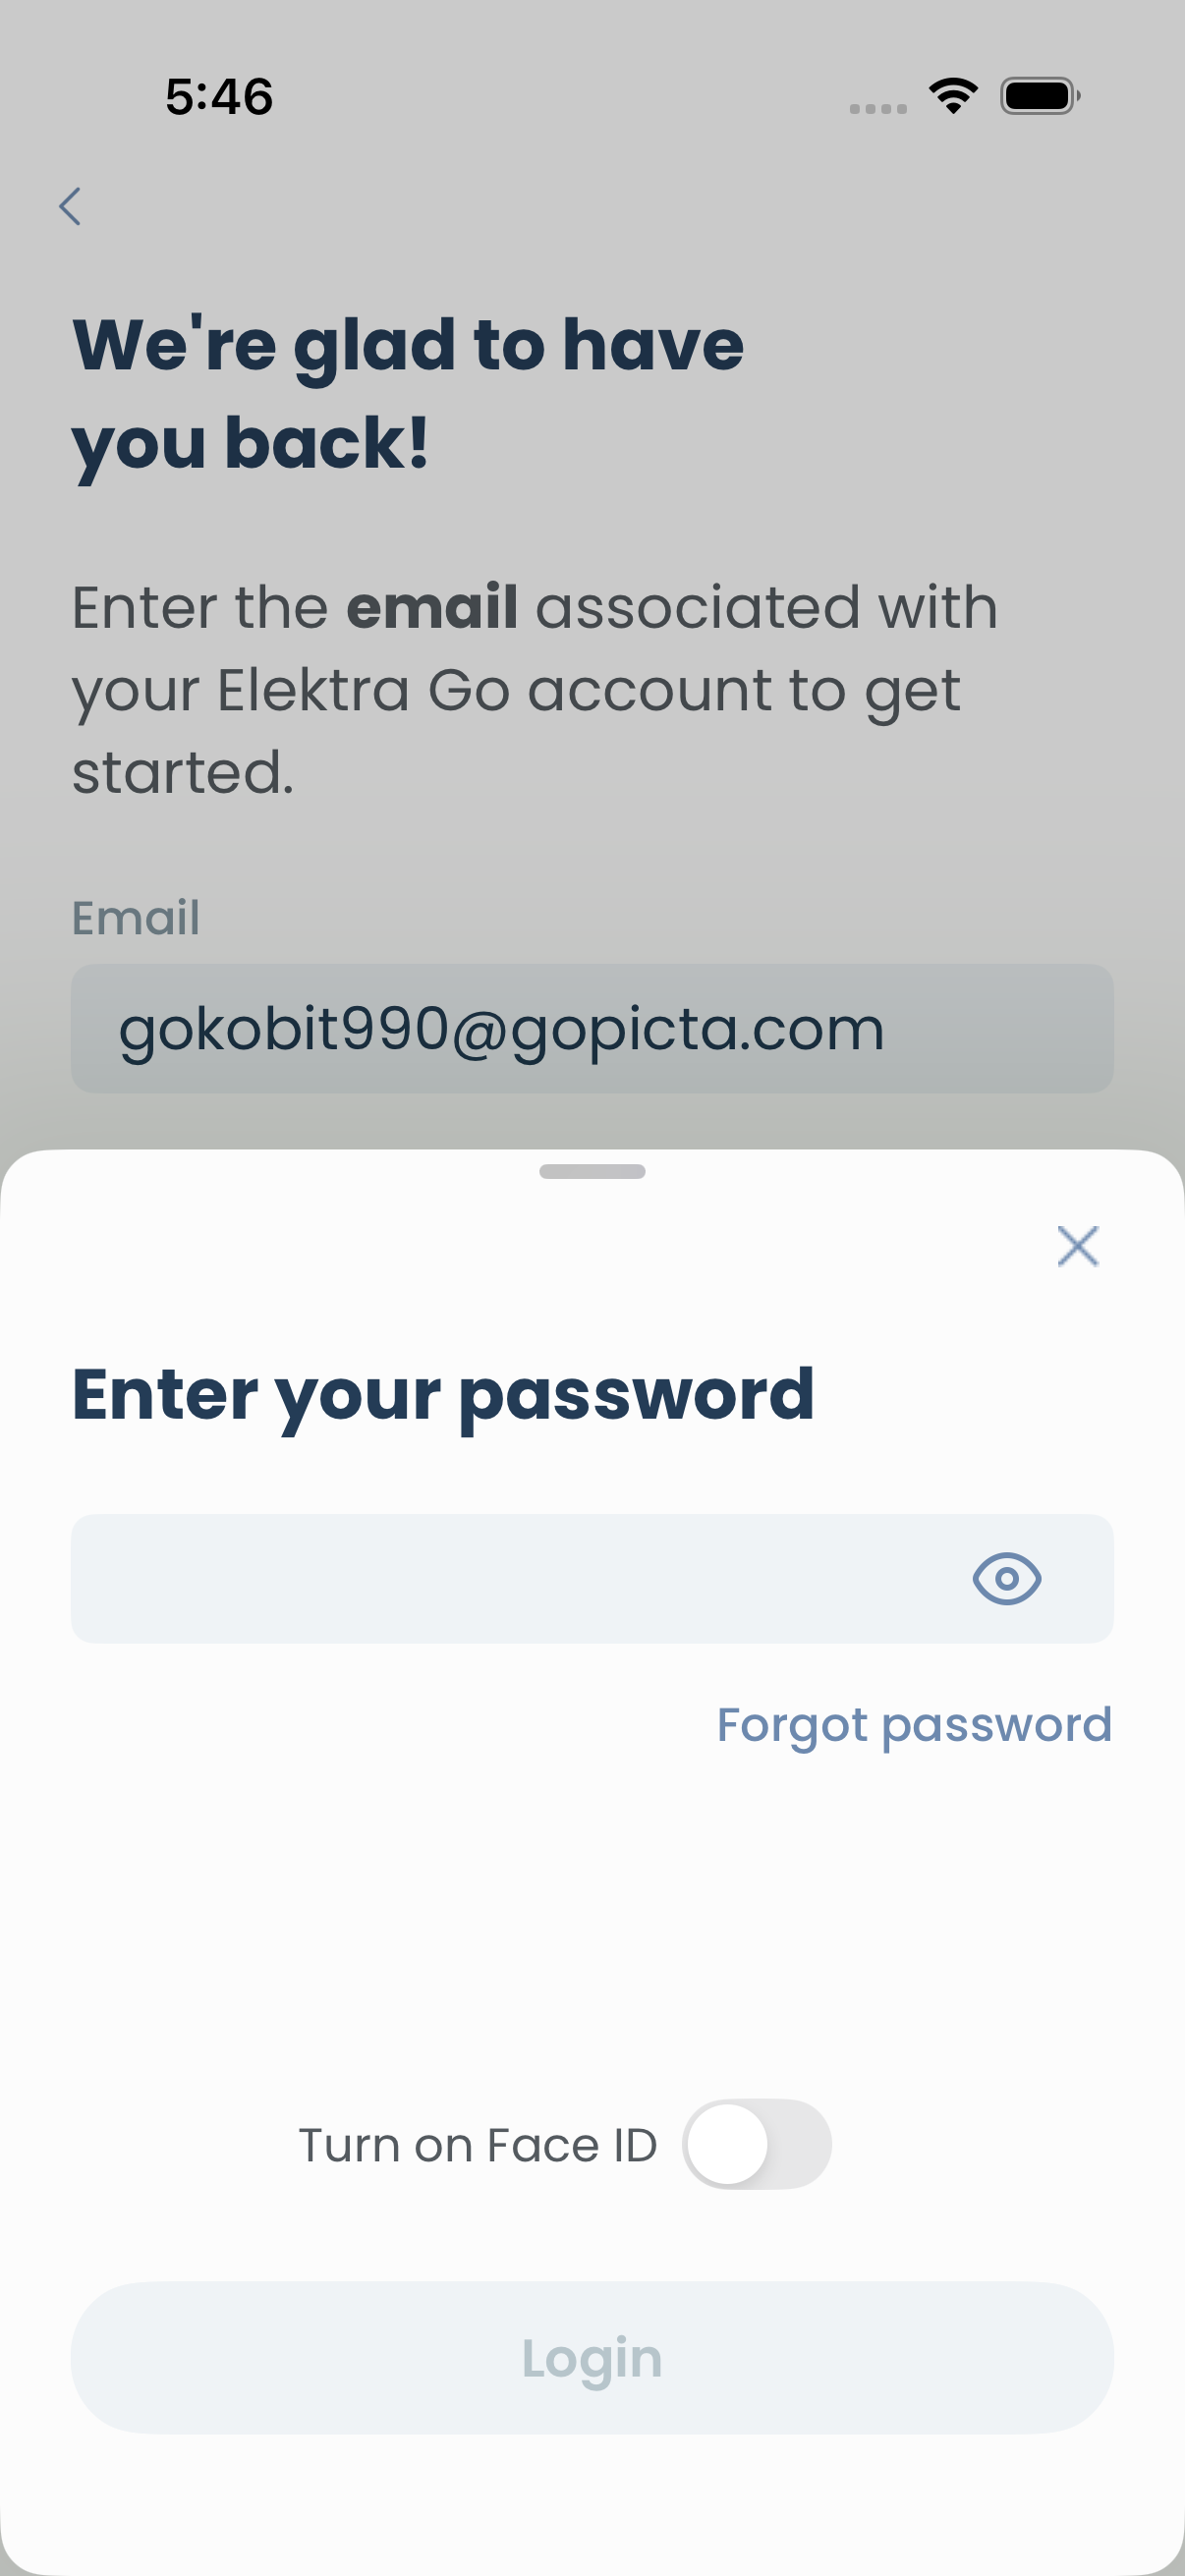 5:46
We're glad to have
you back!
Enter the email associated with
your Elektra Go account to get
started.
Email
gokobit990@gopicta.com
Enter your password
Forgot password
Turn on Face ID
Login